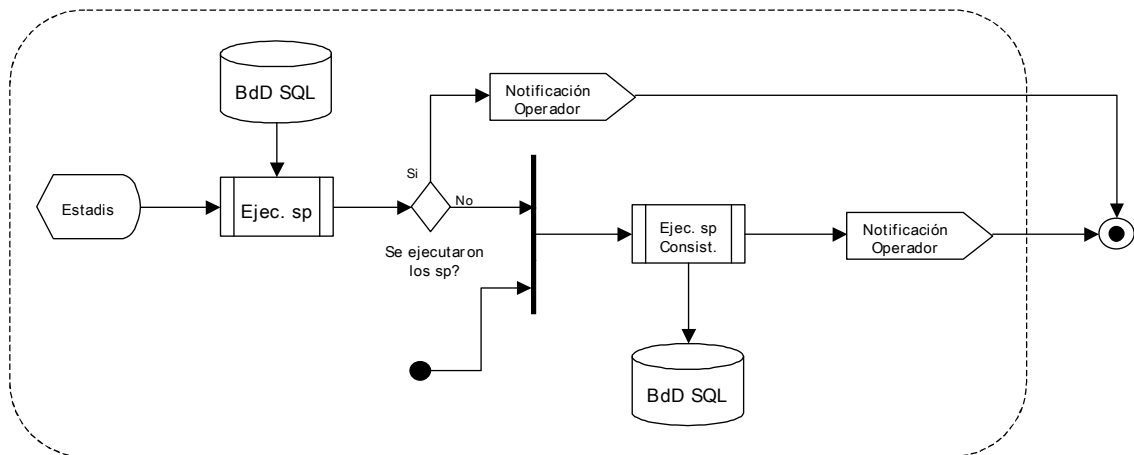 BdD SQL
Notificación
Operador
Si
Estadis
Ejec. sp
No
Se ejecutaron
los sp?
Ejec. sp
Consist.
Notificación
Operador
BdD SQL